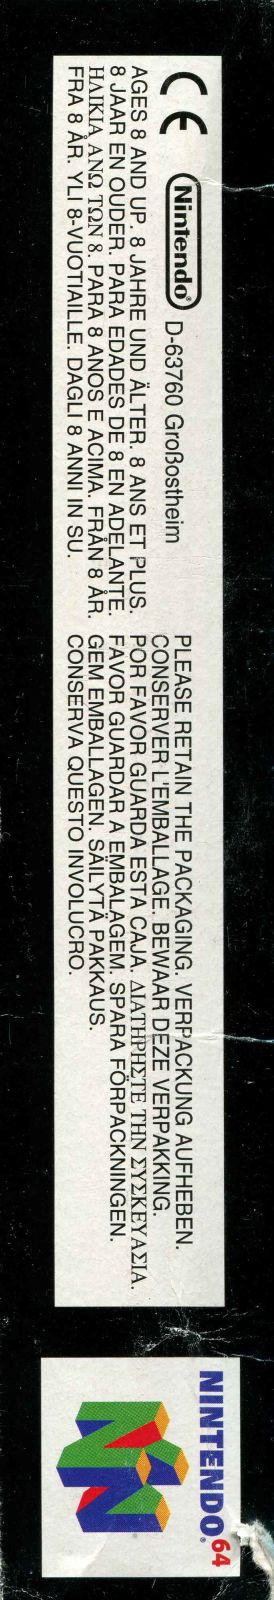 CE Nintendo® D-63760 Großostheim
AGES 8 AND UP. 8 JAHRE UND ÄLTER. 8 ANS ET PLUS.
8 JAAR EN OUDER. PARA EDADES DE 8 EN ADELANTE.
ΗΛΙΚΙΑ ΑΝΩ ΤΩΝ 8. PARA 8 ANOS E ACIMA. FRÅN 8 ÅR.
FRA 8 ÅR. YLI 8-VUOTIAILLE. DAGLI 8 ANNI IN SU.
PLEASE RETAIN THE PACKAGING. VERPACKUNG AUFHEBEN.
CONSERVER L'EMBALLAGE. BEWAAR DEZE VERPAKKING.
POR FAVOR GUARDA ESTA CAJA. ΔΙΑΤΗΡΗΣΤΕ ΤΗΝ ΣΥΣΚΕΥΑΣΙΑ.
FAVOR GUARDAR A EMBALAGEM. SPARA FÖRPACKNINGEN.
GEM EMBALLAGEN. SÄILYTÄ PAKKAUS.
CONSERVA QUESTO INVOLUCRO.
NINTENDO® 64